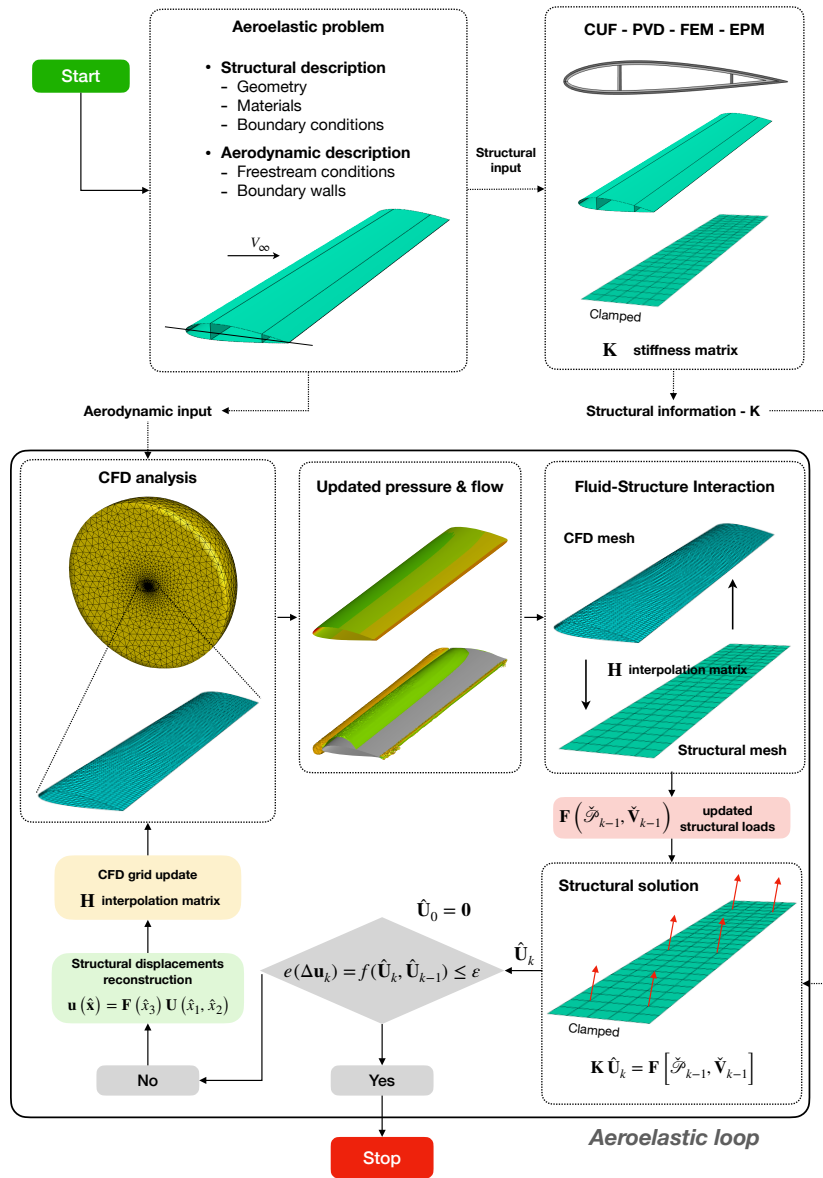 Start
Aeroelastic problem
• Structural description
– Geometry
– Materials
– Boundary conditions
• Aerodynamic description
– Freestream conditions
– Boundary walls
V∞
Structural
input
CUF - PVD - FEM - EPM
Clamped
K stiffness matrix
Aerodynamic input
Structural information - K
CFD analysis
Updated pressure & flow
Fluid-Structure Interaction
CFD mesh
H interpolation matrix
Structural mesh
F (𝒫̌ₖ₋₁, V̌ₖ₋₁) updated
structural loads
CFD grid update
H interpolation matrix
Structural displacements
reconstruction
u (x̂) = F (x̂₃) U (x̂₁, x̂₂)
No
Û₀ = 0
e(Δuₖ) = f(Ûₖ, Ûₖ₋₁) ≤ ε
Yes
Ûₖ
Structural solution
Clamped
K Ûₖ = F [𝒫̌ₖ₋₁, V̌ₖ₋₁]
Aeroelastic loop
Stop